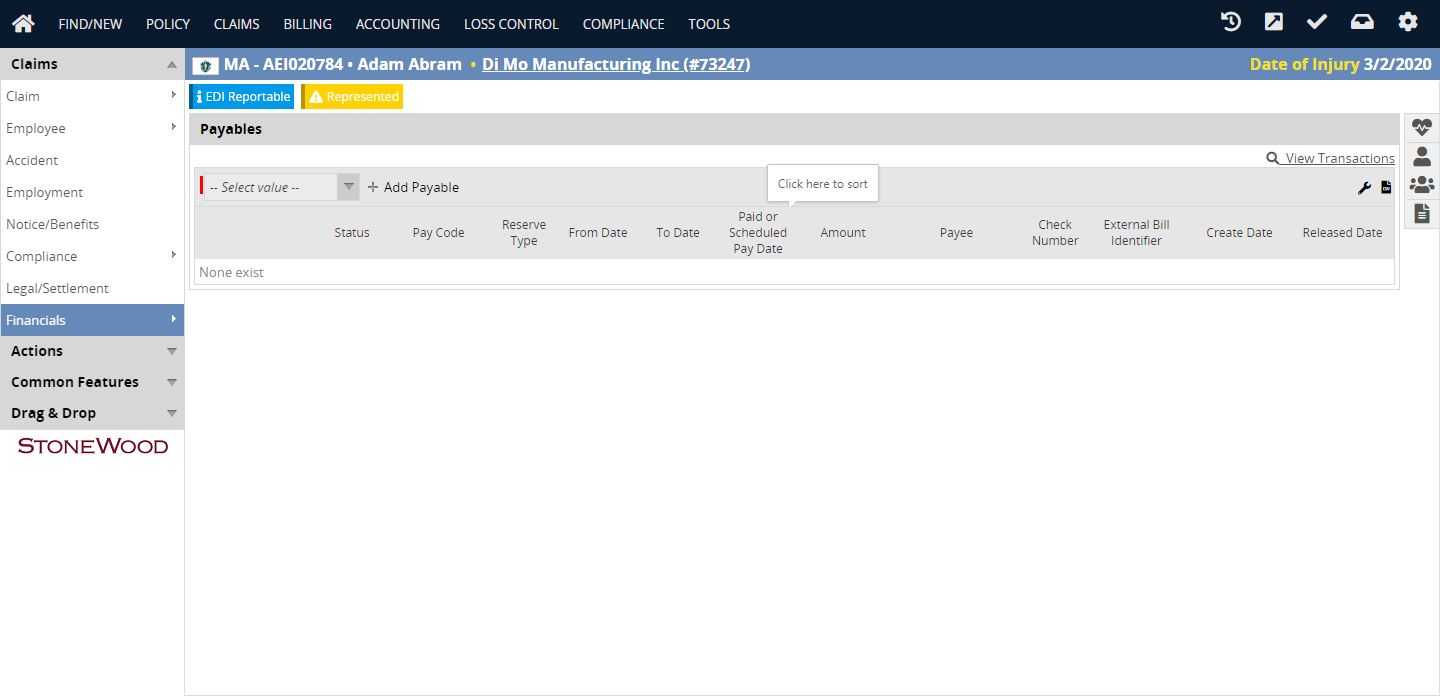 FIND/NEW POLICY CLAIMS BILLING ACCOUNTING LOSS CONTROL COMPLIANCE TOOLS
Claims
MA - AEI020784 • Adam Abram • Di Mo Manufacturing Inc (#73247)
Date of Injury 3/2/2020
Claim
Employee
Accident
Employment
Notice/Benefits
Compliance
Legal/Settlement
Financials
Actions
Common Features
Drag & Drop
STONEWOOD
EDI Reportable
Represented
Payables
View Transactions
-- Select value --
Add Payable
Click here to sort
Status
Pay Code
Reserve
Type
From Date
To Date
Paid or
Scheduled
Pay Date
Amount
Payee
Check
Number
External Bill
Identifier
Create Date
Released Date
None exist